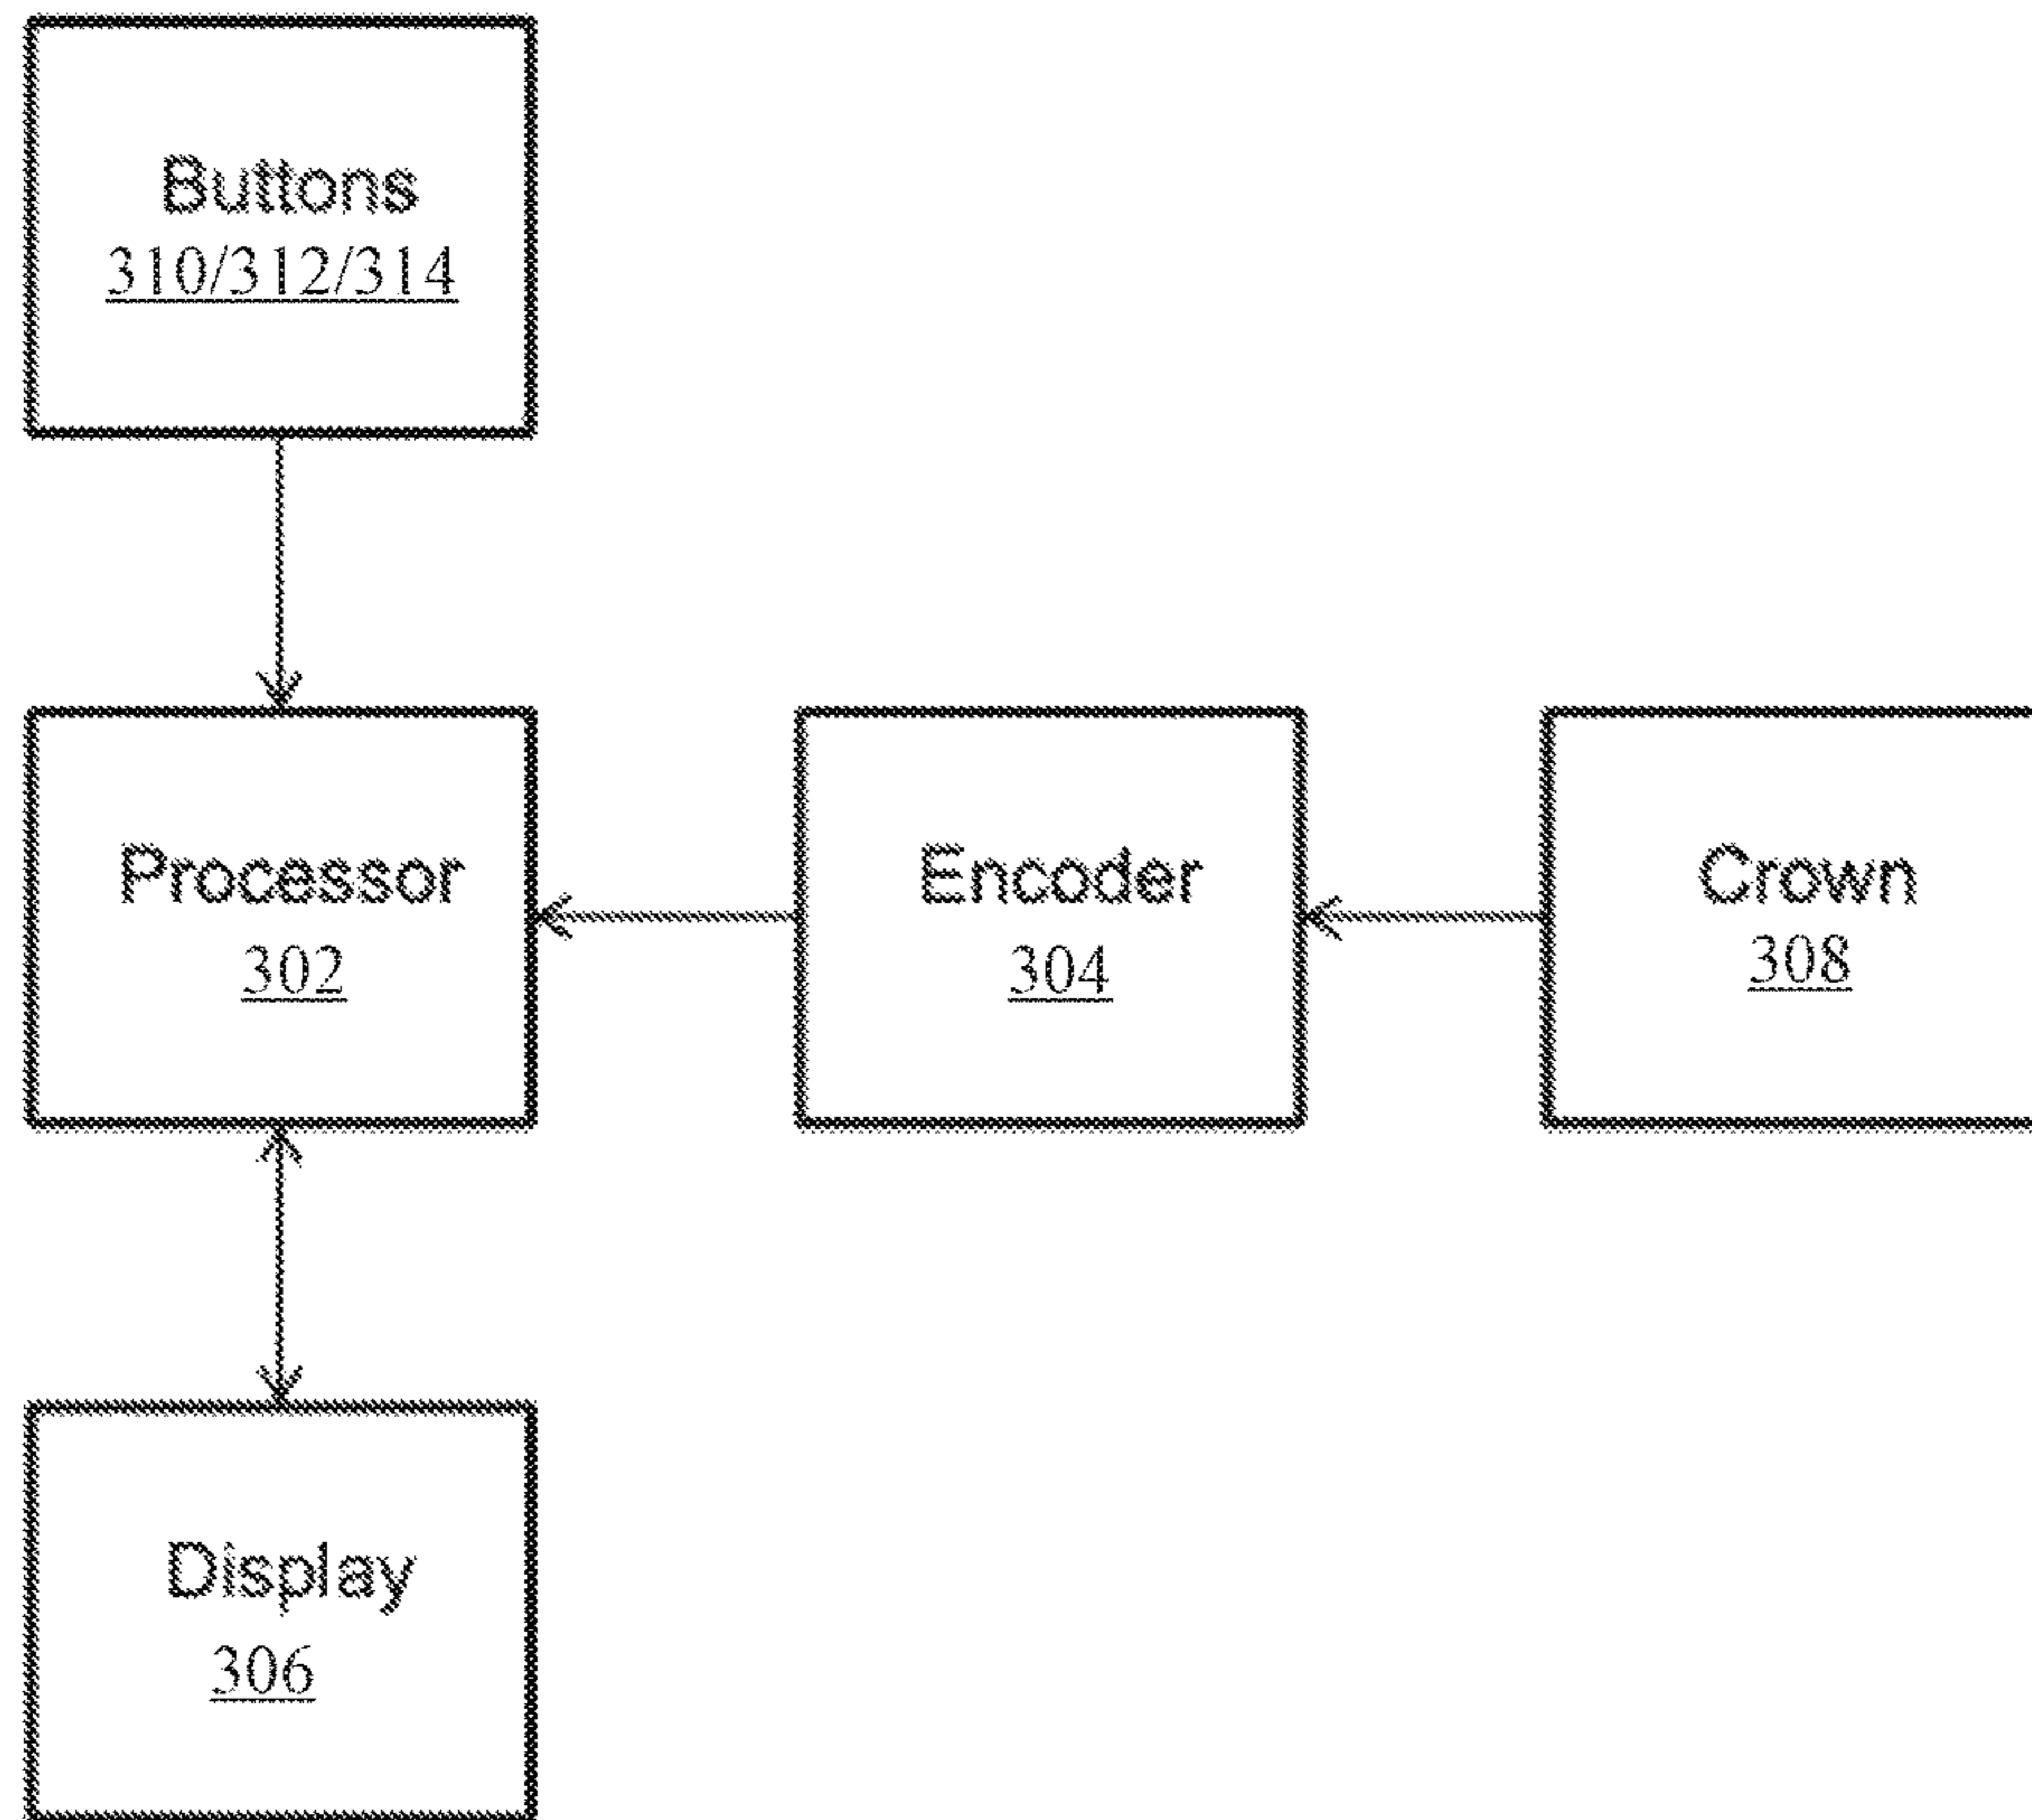 Buttons
310/312/314
Processor
302
Encoder
304
Crown
308
Display
306